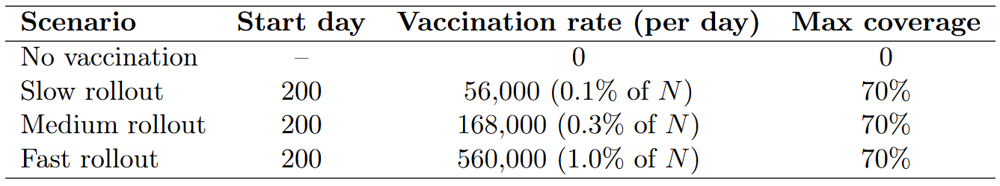 Scenario Start day Vaccination rate (per day) Max coverage
No vaccination – 0 0
Slow rollout 200 56,000 (0.1% of N) 70%
Medium rollout 200 168,000 (0.3% of N) 70%
Fast rollout 200 560,000 (1.0% of N) 70%